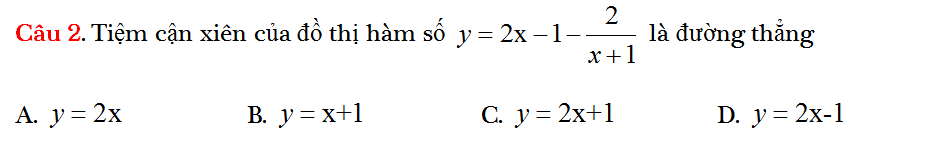 Câu 2. Tiệm cận xiên của đồ thị hàm số y = 2x – 1 – 2/(x + 1) là đường thẳng
A. y = 2x B. y = x+1 C. y = 2x+1 D. y = 2x-1